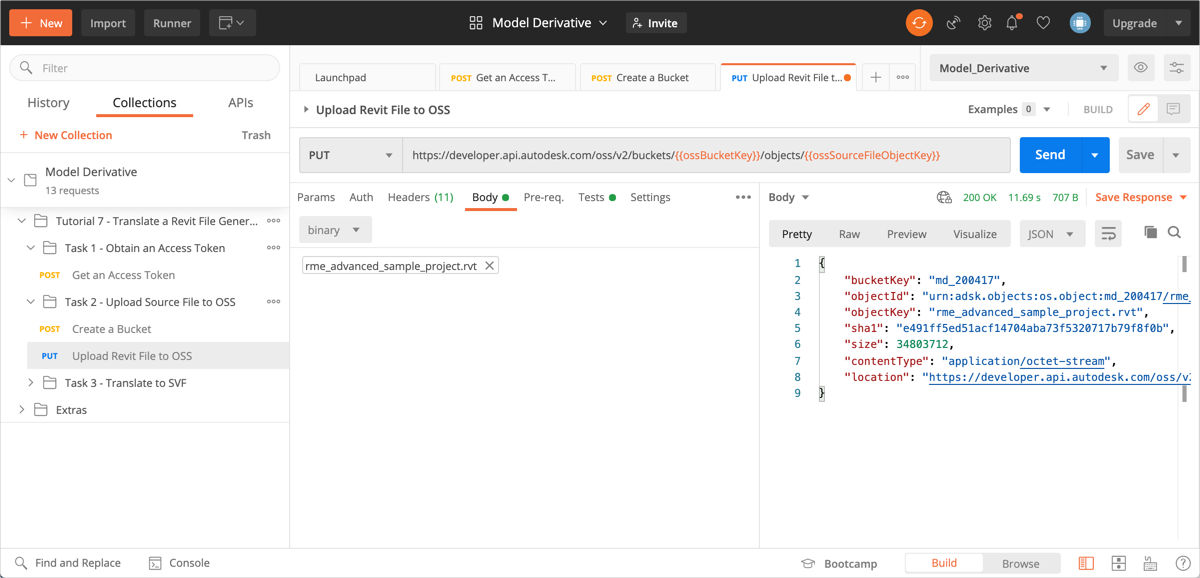 + New Import Runner Model Derivative Invite Upgrade
Filter
History Collections APIs
+ New Collection Trash
Model Derivative
13 requests
Tutorial 7 - Translate a Revit File Gener...
Task 1 - Obtain an Access Token
POST Get an Access Token
Task 2 - Upload Source File to OSS
POST Create a Bucket
PUT Upload Revit File to OSS
Task 3 - Translate to SVF
Extras
Launchpad POST Get an Access T... POST Create a Bucket PUT Upload Revit File t... + Model_Derivative
Upload Revit File to OSS Examples 0 BUILD
PUT https://developer.api.autodesk.com/oss/v2/buckets/{{ossBucketKey}}/objects/{{ossSourceFileObjectKey}} Send Save
Params Auth Headers (11) Body Pre-req. Tests Settings
binary
rme_advanced_sample_project.rvt
Body 200 OK 11.69 s 707 B Save Response
Pretty Raw Preview Visualize JSON
1 {
2 "bucketKey": "md_200417",
3 "objectId": "urn:adsk.objects:os.object:md_200417/rme_
4 "objectKey": "rme_advanced_sample_project.rvt",
5 "sha1": "e491ff5ed51acf14704aba73f5320717b79f8f0b",
6 "size": 34803712,
7 "contentType": "application/octet-stream",
8 "location": "https://developer.api.autodesk.com/oss/v2
9 }
Find and Replace Console Bootcamp Build Browse